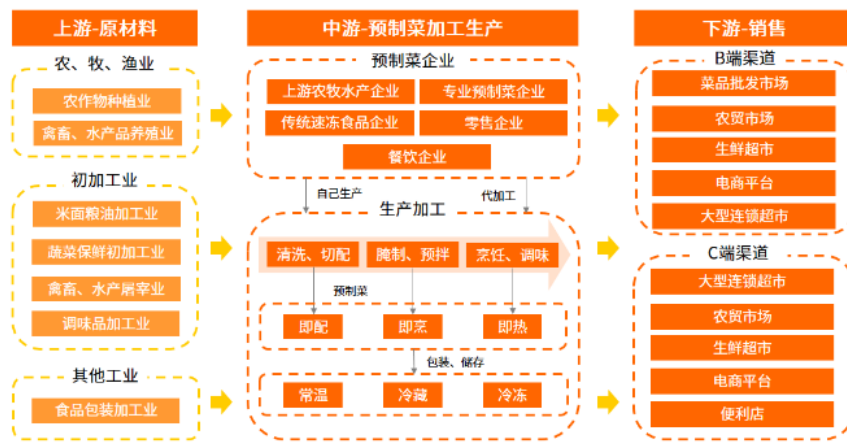 上游-原材料
农、牧、渔业
农作物种植业
禽畜、水产品养殖业
初加工业
米面粮油加工业
蔬菜保鲜初加工业
禽畜、水产屠宰业
调味品加工业
其他工业
食品包装加工业
中游-预制菜加工生产
预制菜企业
上游农牧水产企业
专业预制菜企业
传统速冻食品企业
零售企业
餐饮企业
自己生产
代加工
生产加工
清洗、切配
腌制、预拌
烹饪、调味
预制菜
即配
即烹
即热
包装、储存
常温
冷藏
冷冻
下游-销售
B端渠道
菜品批发市场
农贸市场
生鲜超市
电商平台
大型连锁超市
C端渠道
大型连锁超市
农贸市场
生鲜超市
电商平台
便利店